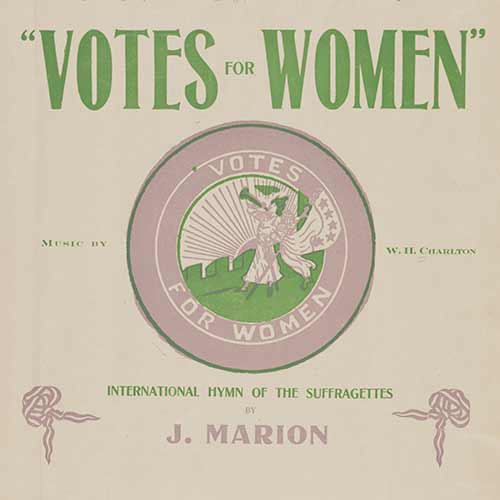 "VOTES FOR WOMEN"
VOTES
FOR WOMEN
MUSIC BY
W. H. CHARLTON
INTERNATIONAL HYMN OF THE SUFFRAGETTES
BY
J. MARION